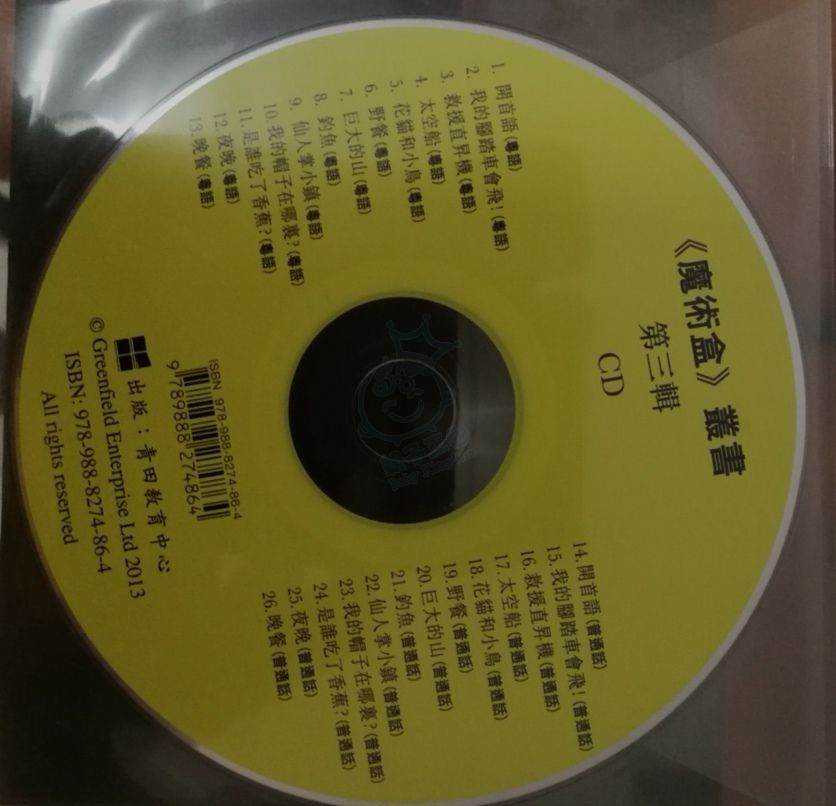 《魔術盒》叢書
第三輯
CD
1. 開首語(粵語)
2. 我的腳踏車會飛!(粵語)
3. 救援直昇機(粵語)
4. 太空船(粵語)
5. 花貓和小鳥(粵語)
6. 野餐(粵語)
7. 巨大的山(粵語)
8. 釣魚(粵語)
9. 仙人掌小鎮(粵語)
10. 我的帽子在哪裏?(粵語)
11. 是誰吃了香蕉?(粵語)
12. 夜晚(粵語)
13. 晚餐(粵語)
14. 開首語(普通話)
15. 我的腳踏車會飛!(普通話)
16. 救援直昇機(普通話)
17. 太空船(普通話)
18. 花貓和小鳥(普通話)
19. 野餐(普通話)
20. 巨大的山(普通話)
21. 釣魚(普通話)
22. 仙人掌小鎮(普通話)
23. 我的帽子在哪裏?(普通話)
24. 是誰吃了香蕉?(普通話)
25. 夜晚(普通話)
26. 晚餐(普通話)
ISBN 978-988-8274-86-4
9 789888 274864
出版：青田教育中心
© Greenfield Enterprise Ltd 2013
ISBN: 978-988-8274-86-4
All rights reserved